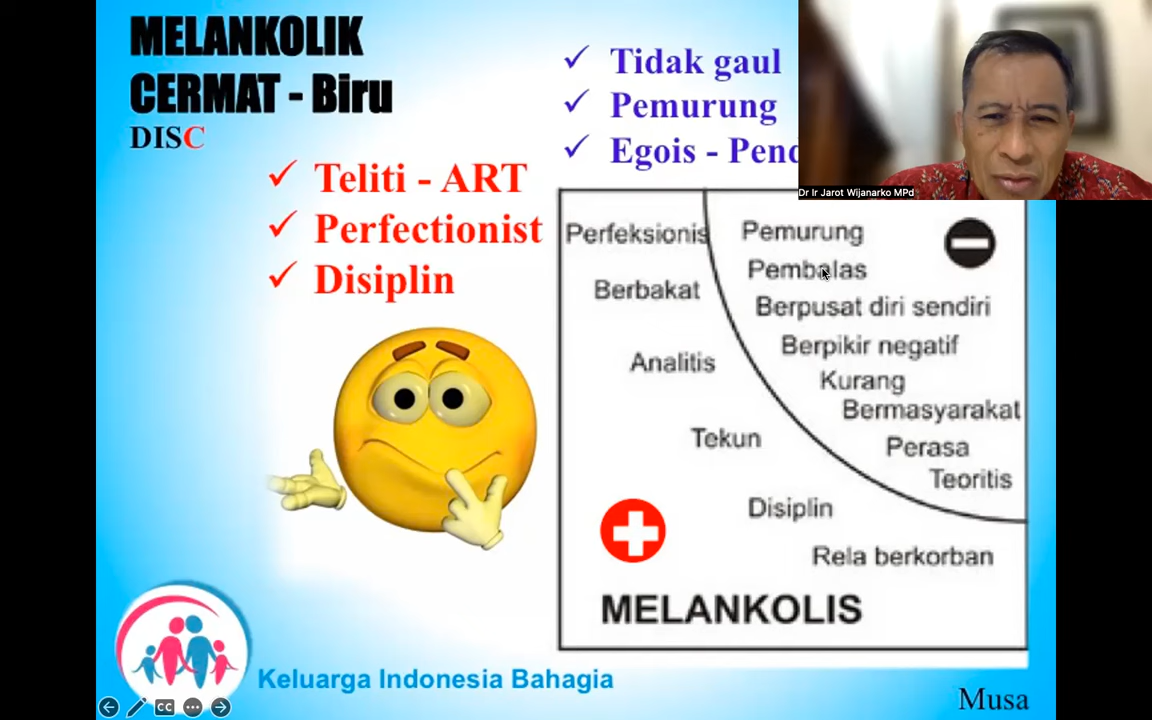 MELANKOLIK
CERMAT - Biru
DISC
Tidak gaul
Pemurung
Egois -
Teliti - ART
Perfectionist
Disiplin
Perfeksionis
Berbakat
Analitis
Tekun
Disiplin
Rela berkorban
Pemurung
Pembalas
Berpusat diri sendiri
Berpikir negatif
Kurang
Bermasyarakat
Perasa
Teoritis
MELANKOLIS
Keluarga Indonesia Bahagia
Musa
Dr Ir Jarot Wijanarko MPd
CC